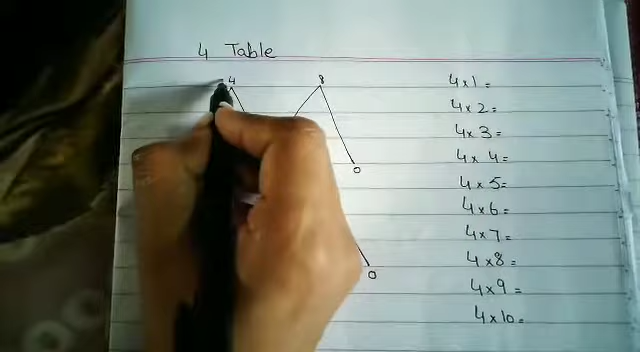 4 Table
4 8
0
0
4x1=
4x2=
4x3=
4x4=
4x5=
4x6=
4x7=
4x8=
4x9=
4x10=